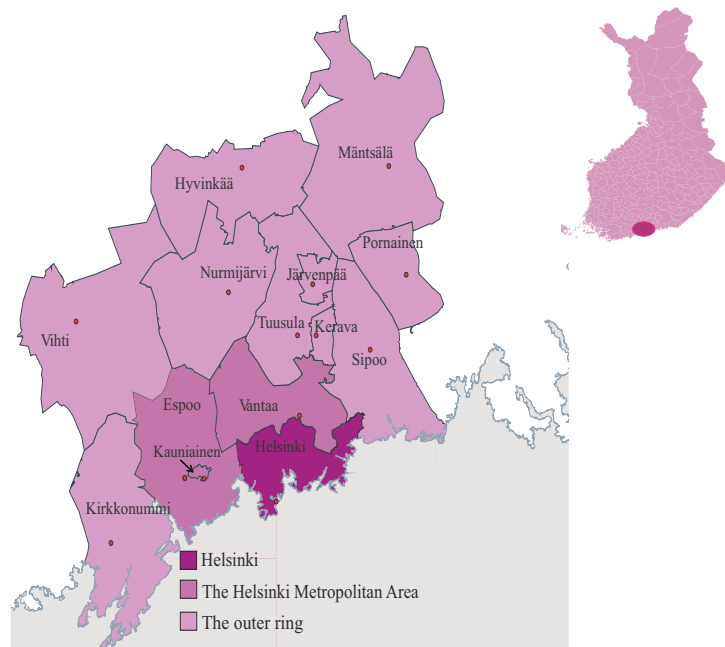 Mäntsälä
Hyvinkää
Pornainen
Nurmijärvi
Järvenpää
Tuusula
Kerava
Vihti
Sipoo
Espoo
Vantaa
Kauniainen
Helsinki
Kirkkonummi
Helsinki
The Helsinki Metropolitan Area
The outer ring